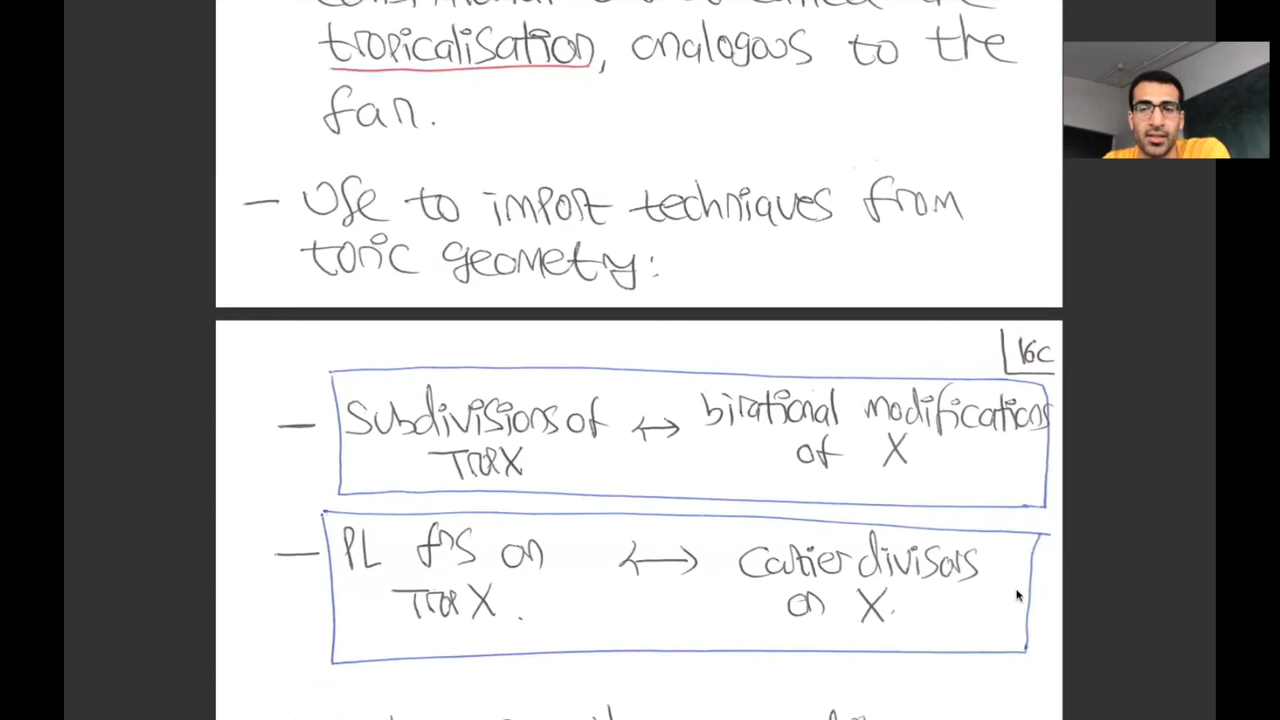 tropicalisation, analogous to the
fan.
- Use to import techniques from
toric geometry:
16c
- Subdivisions of ↔ birational modifications
Trop X of X
- PL fns on ↔ Cartier divisors
Trop X. on X.